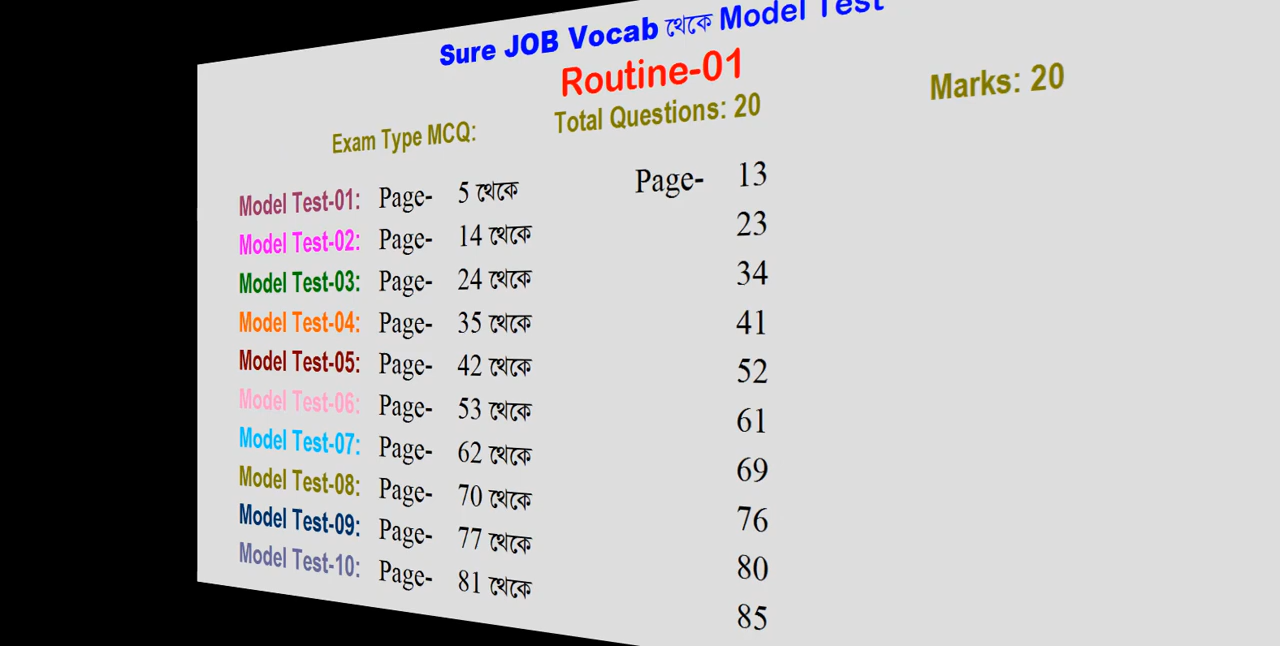 Sure JOB Vocab থেকে Model Test
Routine-01
Exam Type MCQ: Total Questions: 20 Marks: 20
Model Test-01: Page- 5 থেকে Page- 13
Model Test-02: Page- 14 থেকে 23
Model Test-03: Page- 24 থেকে 34
Model Test-04: Page- 35 থেকে 41
Model Test-05: Page- 42 থেকে 52
Model Test-06: Page- 53 থেকে 61
Model Test-07: Page- 62 থেকে 69
Model Test-08: Page- 70 থেকে 76
Model Test-09: Page- 77 থেকে 80
Model Test-10: Page- 81 থেকে 85